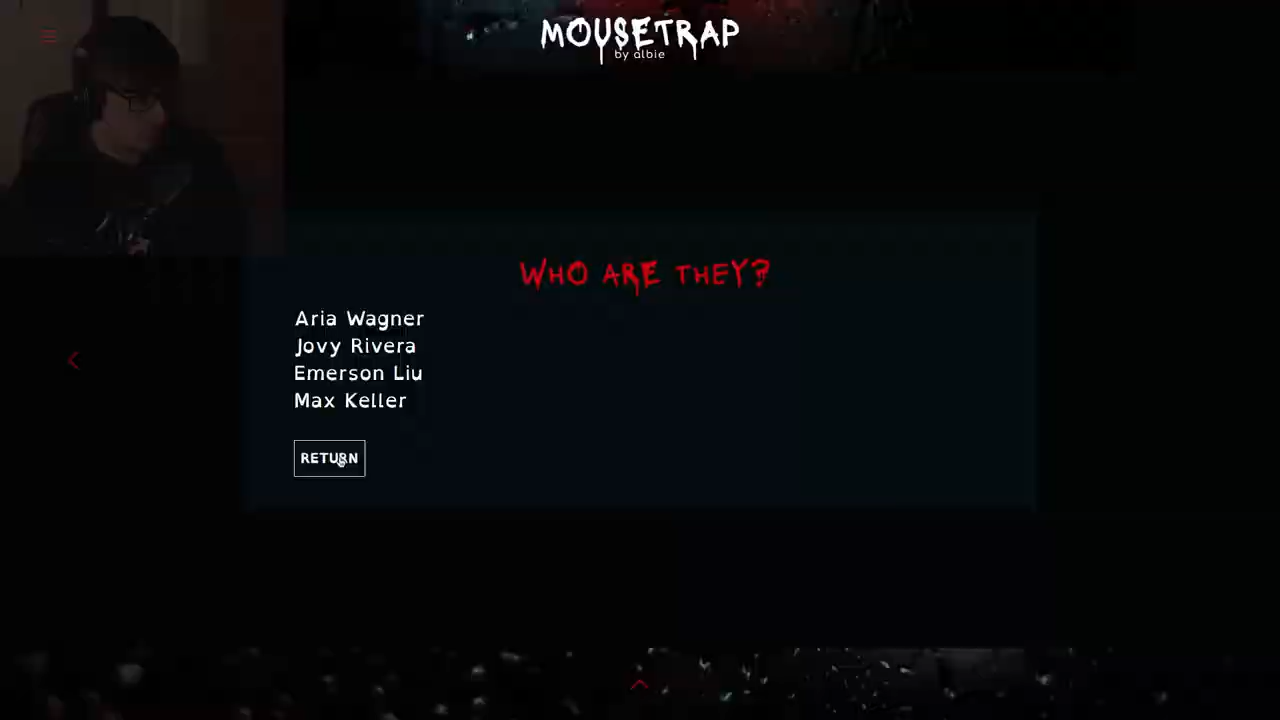 MOUSETRAP
by albie
WHO ARE THEY?
Aria Wagner
Jovy Rivera
Emerson Liu
Max Keller
RETURN